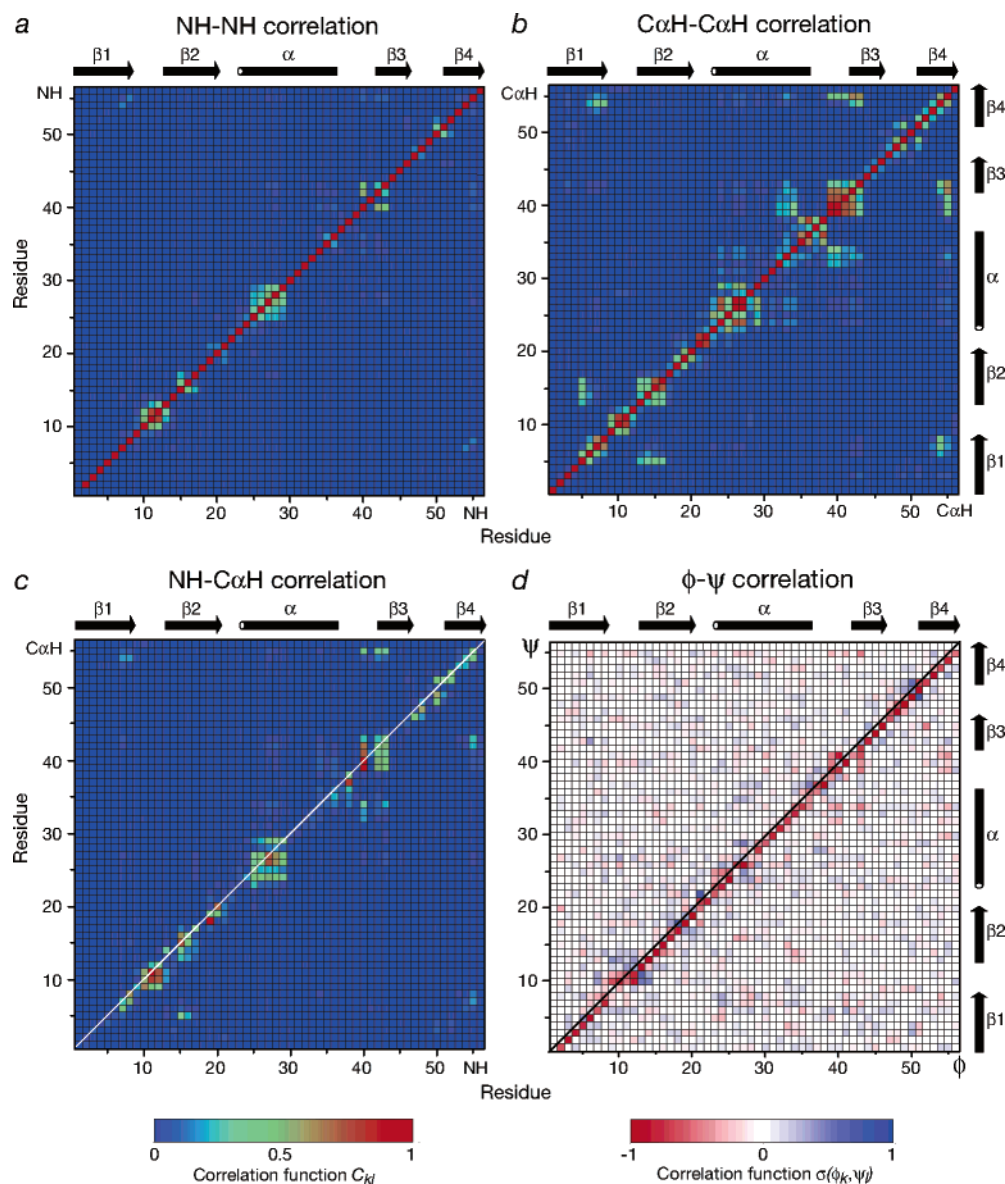 a NH-NH correlation
β1 β2 α β3 β4
NH
50
40
30
20
10
Residue
10 20 30 40 50 NH
b CαH-CαH correlation
β1 β2 α β3 β4
CαH
50
40
30
20
10
10 20 30 40 50
CαH
β4
β3
α
β2
β1
Residue
c NH-CαH correlation
β1 β2 α β3 β4
CαH
50
40
30
20
10
Residue
10 20 30 40 50 NH
d ϕ-ψ correlation
β1 β2 α β3 β4
ψ
50
40
30
20
10
10 20 30 40 50 ϕ
β4
β3
α
β2
β1
Residue
0 0.5 1
Correlation function Ckl
-1 0 1
Correlation function σ(ϕk,ψl)